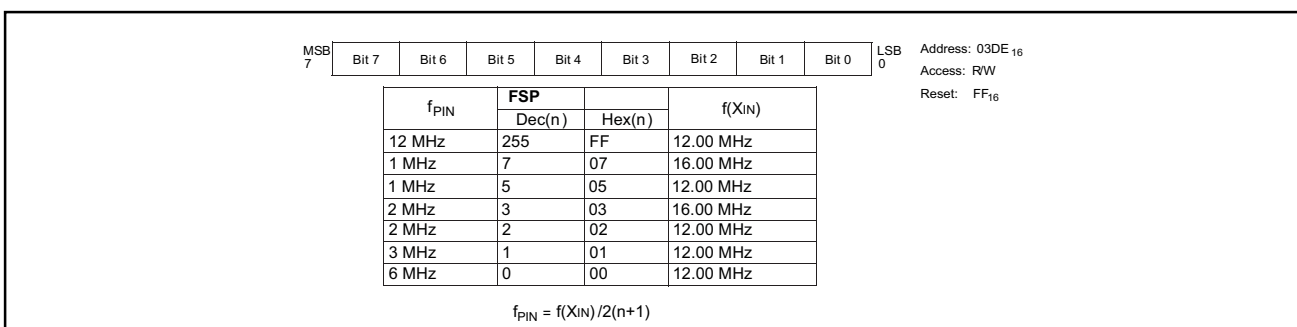 MSB 7 Bit 7 Bit 6 Bit 5 Bit 4 Bit 3 Bit 2 Bit 1 Bit 0 LSB 0
Address: 03DE16
Access: R/W
Reset: FF16
fPIN FSP f(XIN)
Dec(n) Hex(n)
12 MHz 255 FF 12.00 MHz
1 MHz 7 07 16.00 MHz
1 MHz 5 05 12.00 MHz
2 MHz 3 03 16.00 MHz
2 MHz 2 02 12.00 MHz
3 MHz 1 01 12.00 MHz
6 MHz 0 00 12.00 MHz
fPIN = f(XIN)/2(n+1)